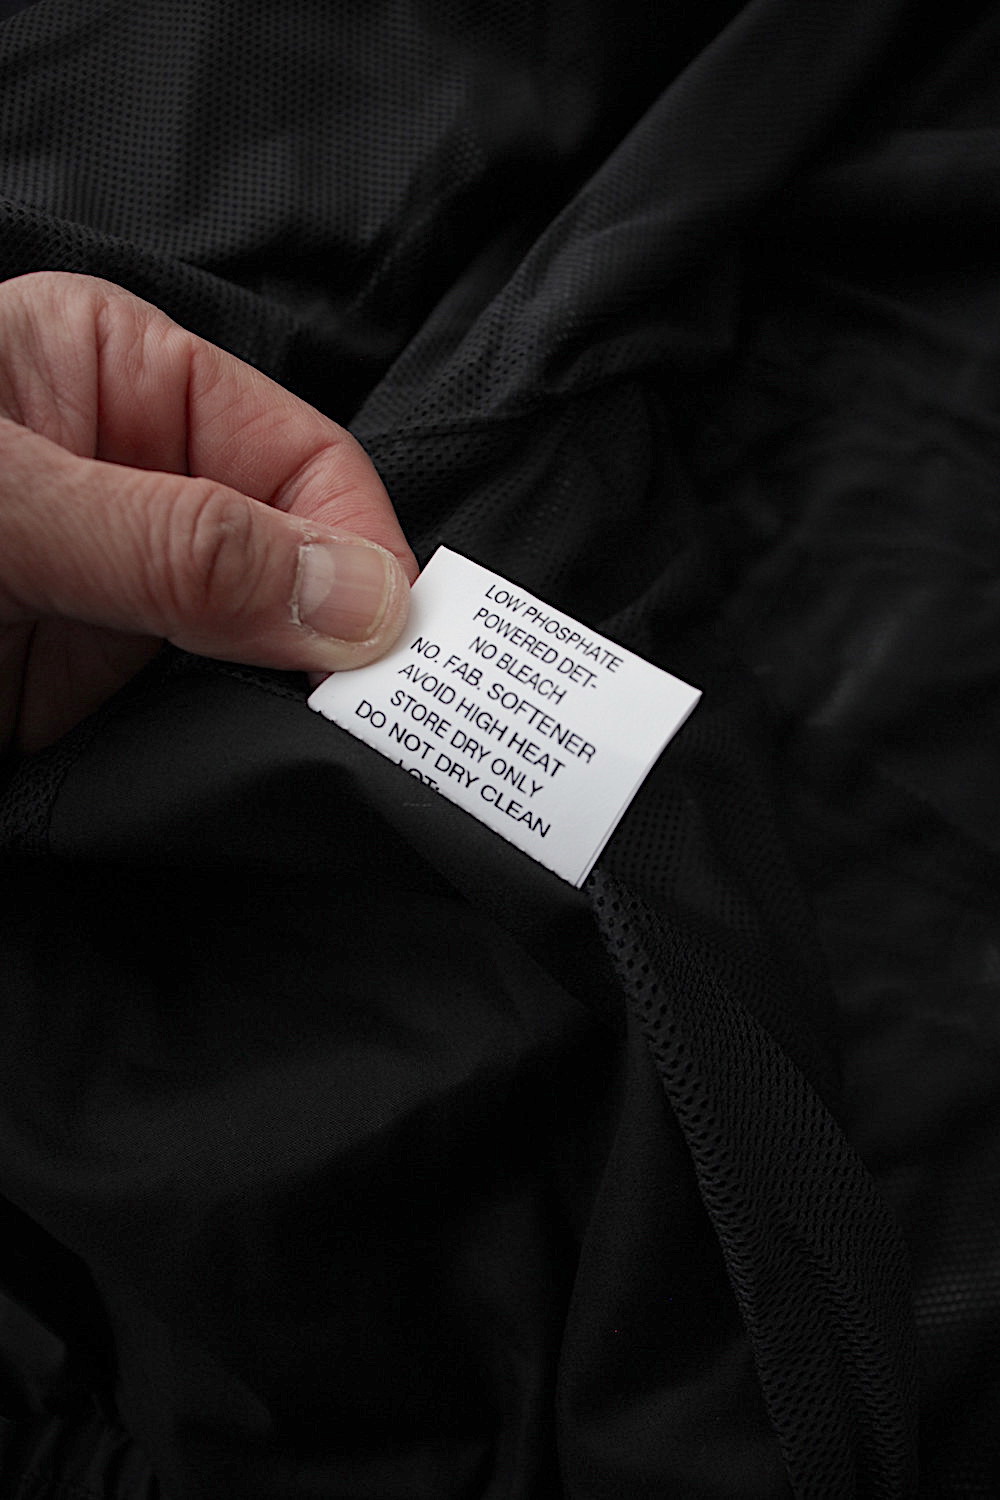 LOW PHOSPHATE
POWERED DET-
NO BLEACH
NO. FAB. SOFTENER
AVOID HIGH HEAT
STORE DRY ONLY
DO NOT DRY CLEAN
LOT: